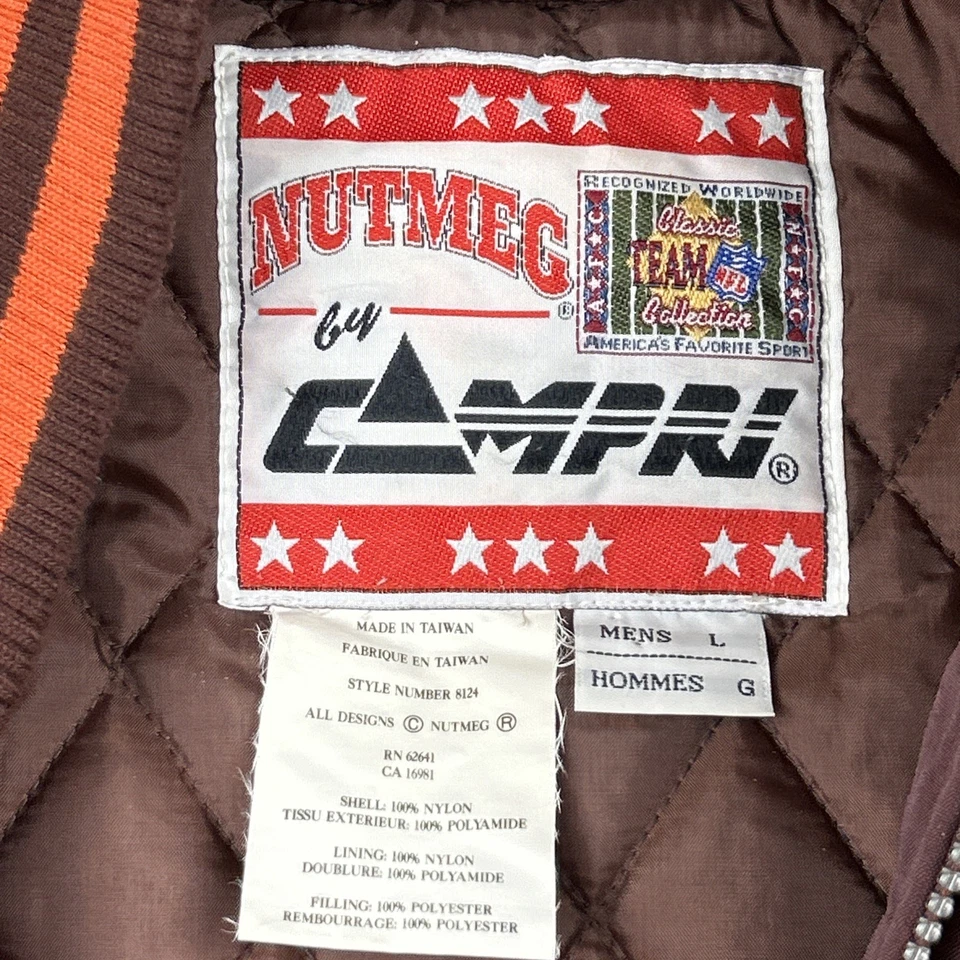 NUTMEG®
by
CAMPRI®
RECOGNIZED WORLDWIDE
A★F★C
Classic
TEAM NFL
Collection
N★F★C
AMERICA'S FAVORITE SPORT
MADE IN TAIWAN
FABRIQUE EN TAIWAN
STYLE NUMBER 8124
ALL DESIGNS © NUTMEG ®
RN 62641
CA 16981
SHELL: 100% NYLON
TISSU EXTERIEUR: 100% POLYAMIDE
LINING: 100% NYLON
DOUBLURE: 100% POLYAMIDE
FILLING: 100% POLYESTER
REMBOURRAGE: 100% POLYESTER
MENS L
HOMMES G